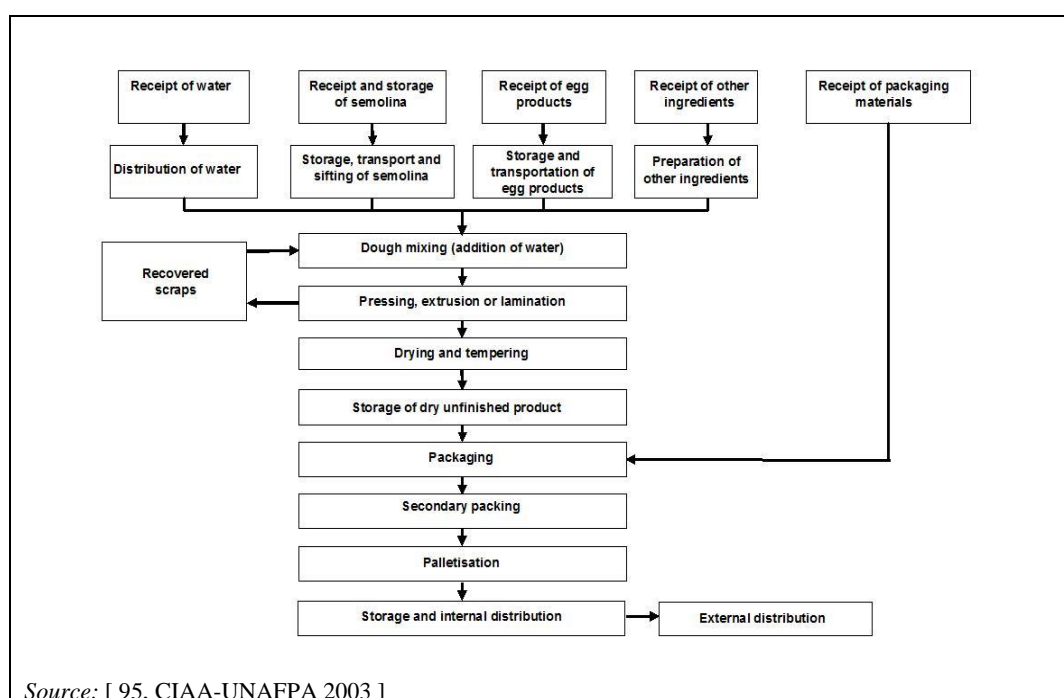 Receipt of water
Receipt and storage
of semolina
Receipt of egg
products
Receipt of other
ingredients
Receipt of packaging
materials
Distribution of water
Storage, transport and
sifting of semolina
Storage and
transportation of
egg products
Preparation of
other ingredients
Dough mixing (addition of water)
Recovered
scraps
Pressing, extrusion or lamination
Drying and tempering
Storage of dry unfinished product
Packaging
Secondary packing
Palletisation
Storage and internal distribution
External distribution
Source: [ 95, CIAA-UNAFPA 2003 ]